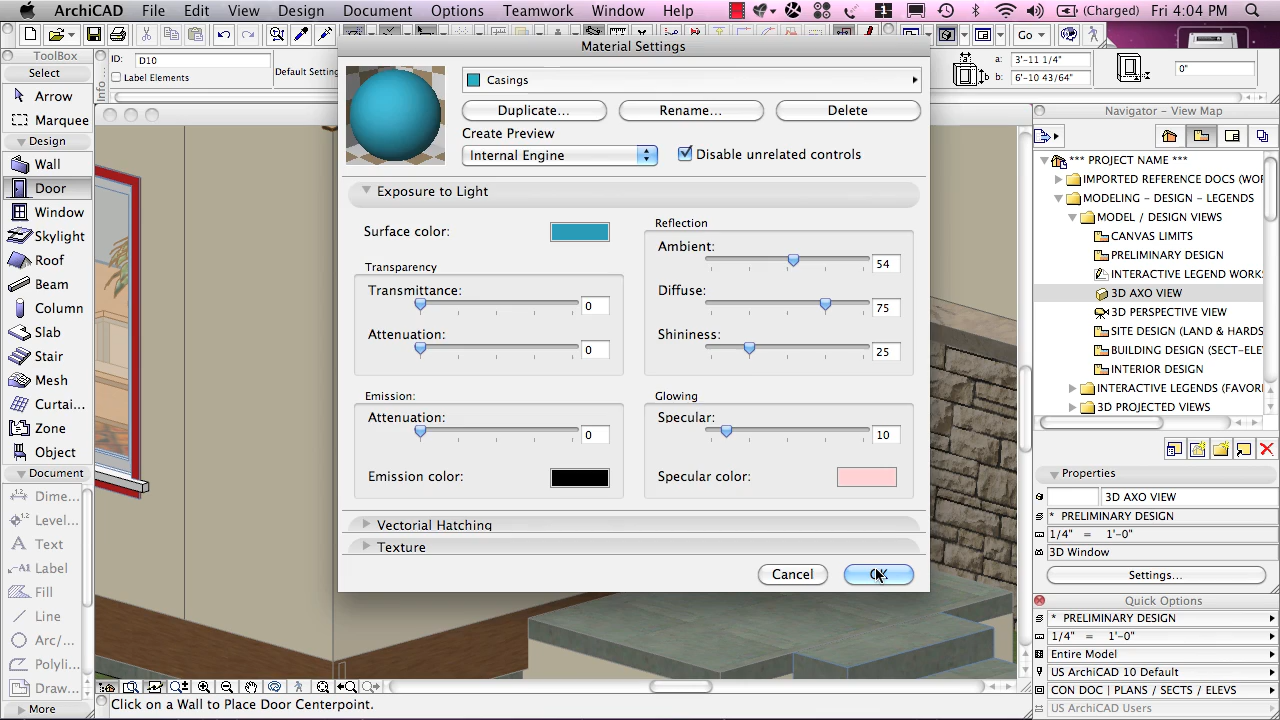 ArchiCAD File Edit View Design Document Options Teamwork Window Help
(Charged) Fri 4:04 PM
ToolBox
Select
Arrow
Marquee
Design
Wall
Door
Window
Skylight
Roof
Beam
Column
Slab
Stair
Mesh
Curtai...
Zone
Object
Document
Dime...
Level...
Text
Label
Fill
Line
Arc/...
Polyli...
Draw...
More
Info
ID: D10
Label Elements
Default Setting
Go
a: 3'-11 1/4"
b: 6'-10 43/64"
0"
Material Settings
Casings
Duplicate... Rename... Delete
Create Preview
Internal Engine
Disable unrelated controls
Exposure to Light
Surface color:
Transparency
Transmittance: 0
Attenuation: 0
Reflection
Ambient: 54
Diffuse: 75
Shininess: 25
Emission:
Attenuation: 0
Emission color:
Glowing
Specular: 10
Specular color:
Vectorial Hatching
Texture
Cancel OK
Navigator - View Map
*** PROJECT NAME ***
IMPORTED REFERENCE DOCS (WOR
MODELING - DESIGN - LEGENDS
MODEL / DESIGN VIEWS
CANVAS LIMITS
PRELIMINARY DESIGN
INTERACTIVE LEGEND WORK
3D AXO VIEW
3D PERSPECTIVE VIEW
SITE DESIGN (LAND & HARDS
BUILDING DESIGN (SECT-ELE
INTERIOR DESIGN
INTERACTIVE LEGENDS (FAVOR
3D PROJECTED VIEWS
Properties
3D AXO VIEW
* PRELIMINARY DESIGN
1/4" = 1'-0"
3D Window
Settings...
Quick Options
* PRELIMINARY DESIGN
1/4" = 1'-0"
Entire Model
US ArchiCAD 10 Default
CON DOC | PLANS / SECTS / ELEVS
US ArchiCAD Users
Click on a Wall to Place Door Centerpoint.